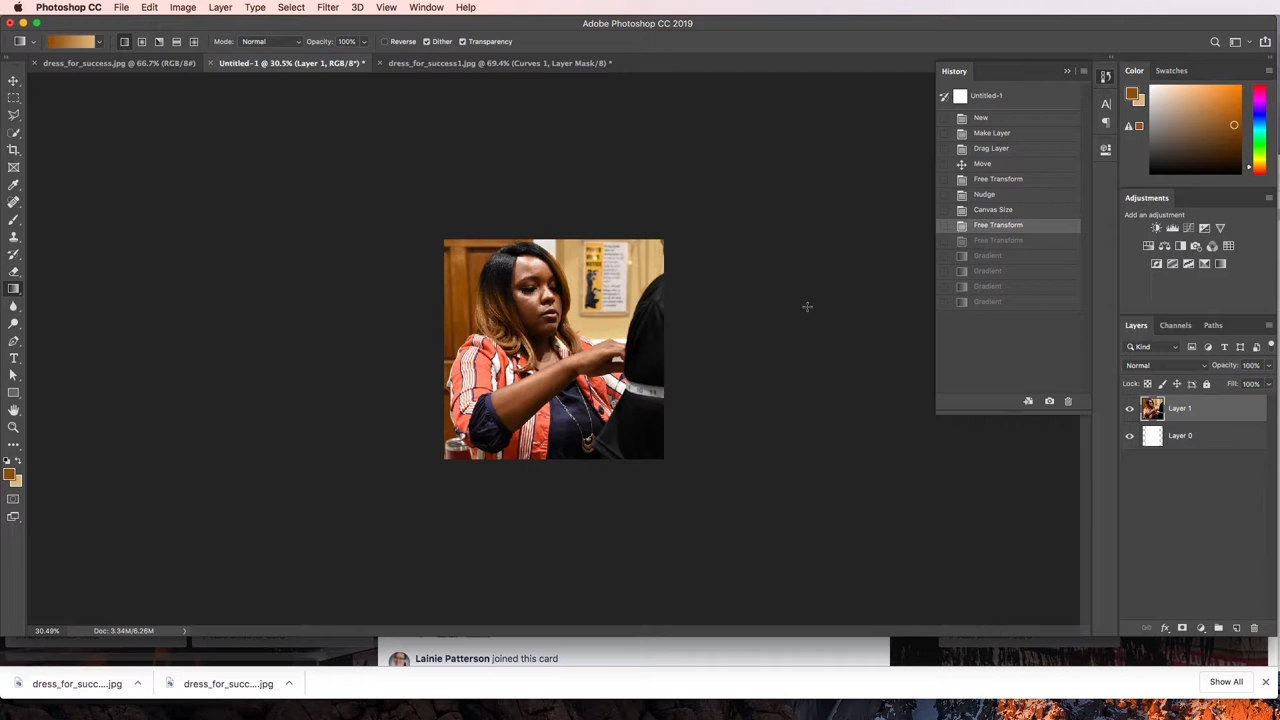 Photoshop CC File Edit Image Layer Type Select Filter 3D View Window Help
Adobe Photoshop CC 2019
Mode: Normal Opacity: 100% Reverse Dither Transparency
dress_for_success.jpg @ 66.7% (RGB/8#) Untitled-1 @ 30.5% (Layer 1, RGB/8*) * dress_for_success1.jpg @ 69.4% (Curves 1, Layer Mask/8) *
History
Untitled-1
New
Make Layer
Drag Layer
Move
Free Transform
Nudge
Canvas Size
Free Transform
Free Transform
Gradient
Gradient
Gradient
Gradient
Color Swatches
Adjustments
Add an adjustment
Layers Channels Paths
Kind
Normal Opacity: 100%
Lock: Fill: 100%
Layer 1
Layer 0
30.49% Doc: 3.34M/6.26M
Lainie Patterson joined this card
dress_for_succ....jpg dress_for_succ....jpg Show All